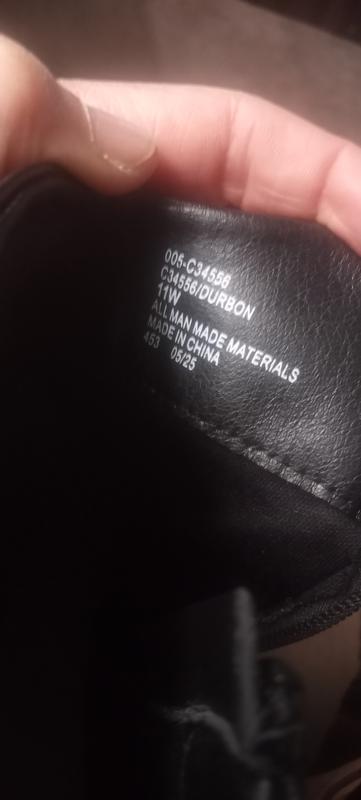 005-C34556
C34556/DURBON
11W
ALL MAN MADE MATERIALS
MADE IN CHINA
453 05/25